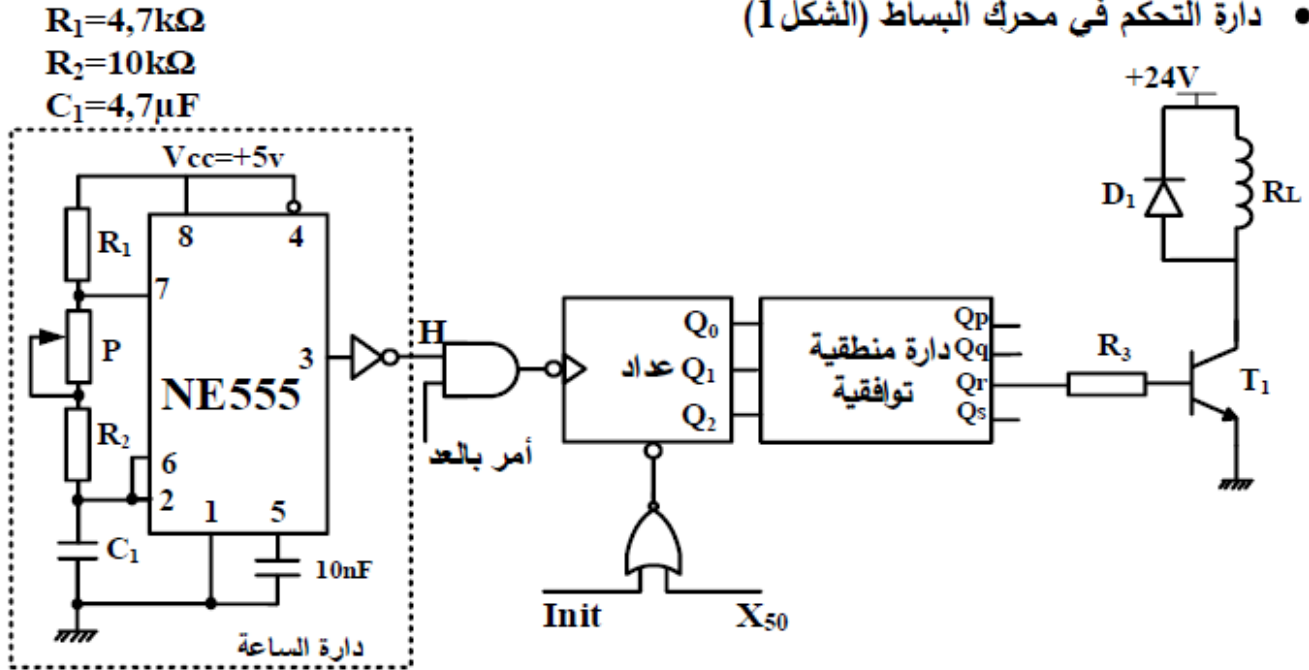 • دارة التحكم في محرك البساط (الشكل1)
R₁=4,7kΩ
R₂=10kΩ
C₁=4,7µF
+24V
Vcc=+5v
D₁
RL
R₁
8
4
7
P
3
NE555
H
R₂
6
2
1
5
C₁
10nF
دارة الساعة
أمر بالعد
عداد
Q₀
Q₁
Q₂
دارة منطقية
توافقية
Qp
Qq
Qr
Qs
R₃
T₁
Init
X₅₀